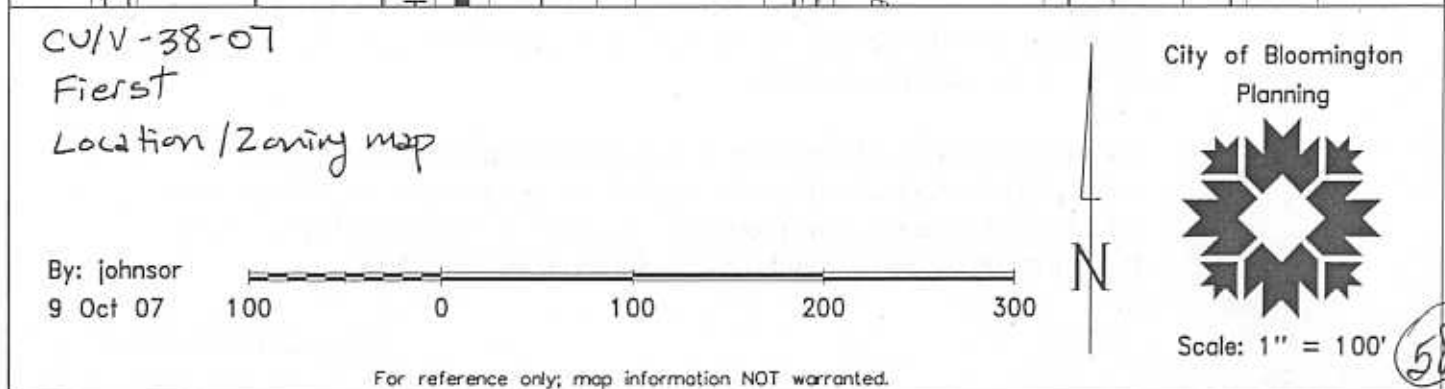 CU/V-38-07
Fierst
Location / Zoning map
City of Bloomington
Planning
By: johnsor
9 Oct 07
100 0 100 200 300
N
Scale: 1" = 100'
For reference only; map information NOT warranted.